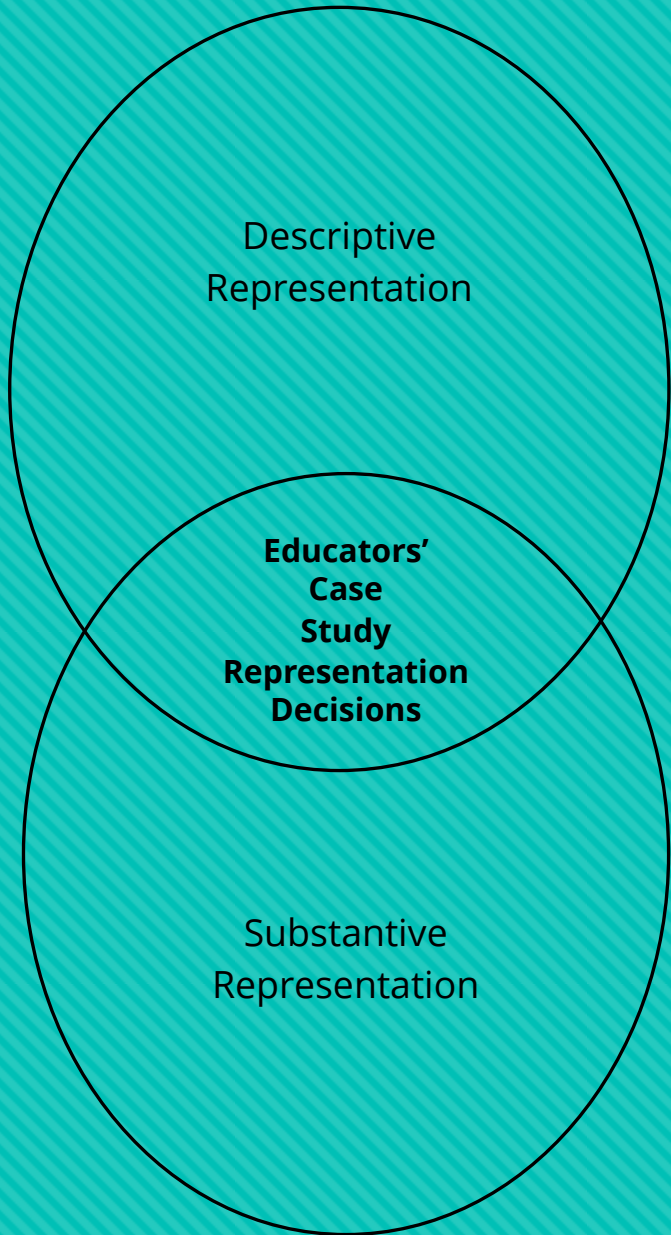 Descriptive
Representation
Educators’
Case
Study
Representation
Decisions
Substantive
Representation